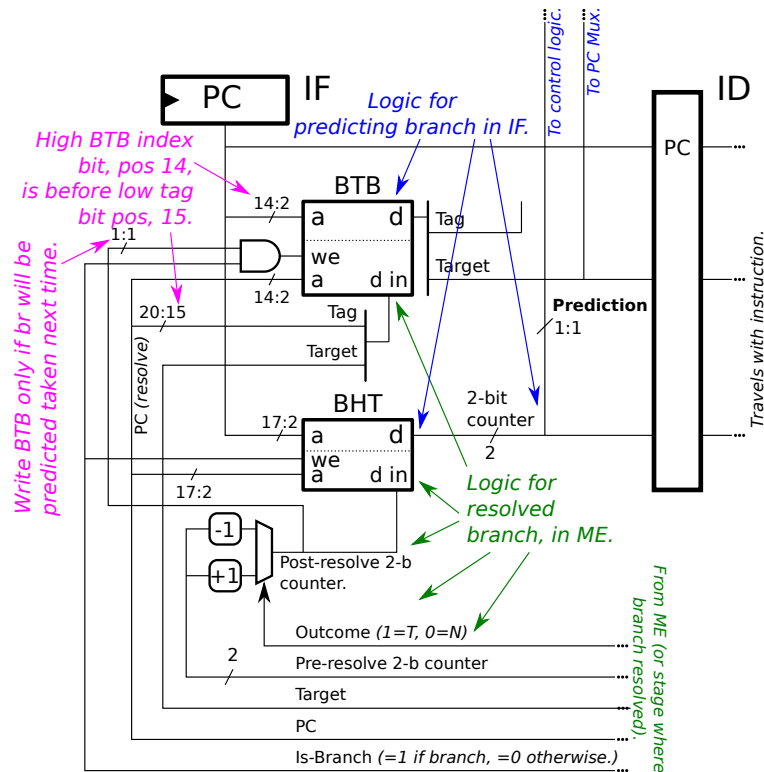 To control logic.
To PC Mux.
PC
IF
ID
Logic for
predicting branch in IF.
High BTB index
bit, pos 14,
is before low tag
bit pos, 15.
PC
BTB
14:2
a
d
Tag
1:1
we
Target
a
d in
14:2
20:15
Tag
Prediction
1:1
Target
PC (resolve)
Write BTB only if br will be
predicted taken next time.
Travels with instruction.
BHT
2-bit
counter
17:2
a
d
2
we
a
d in
17:2
Logic for
resolved
branch, in ME.
-1
+1
Post-resolve 2-b
counter.
From ME (or stage where
branch resolved).
Outcome (1=T, 0=N)
2
Pre-resolve 2-b counter
Target
PC
Is-Branch (=1 if branch, =0 otherwise.)